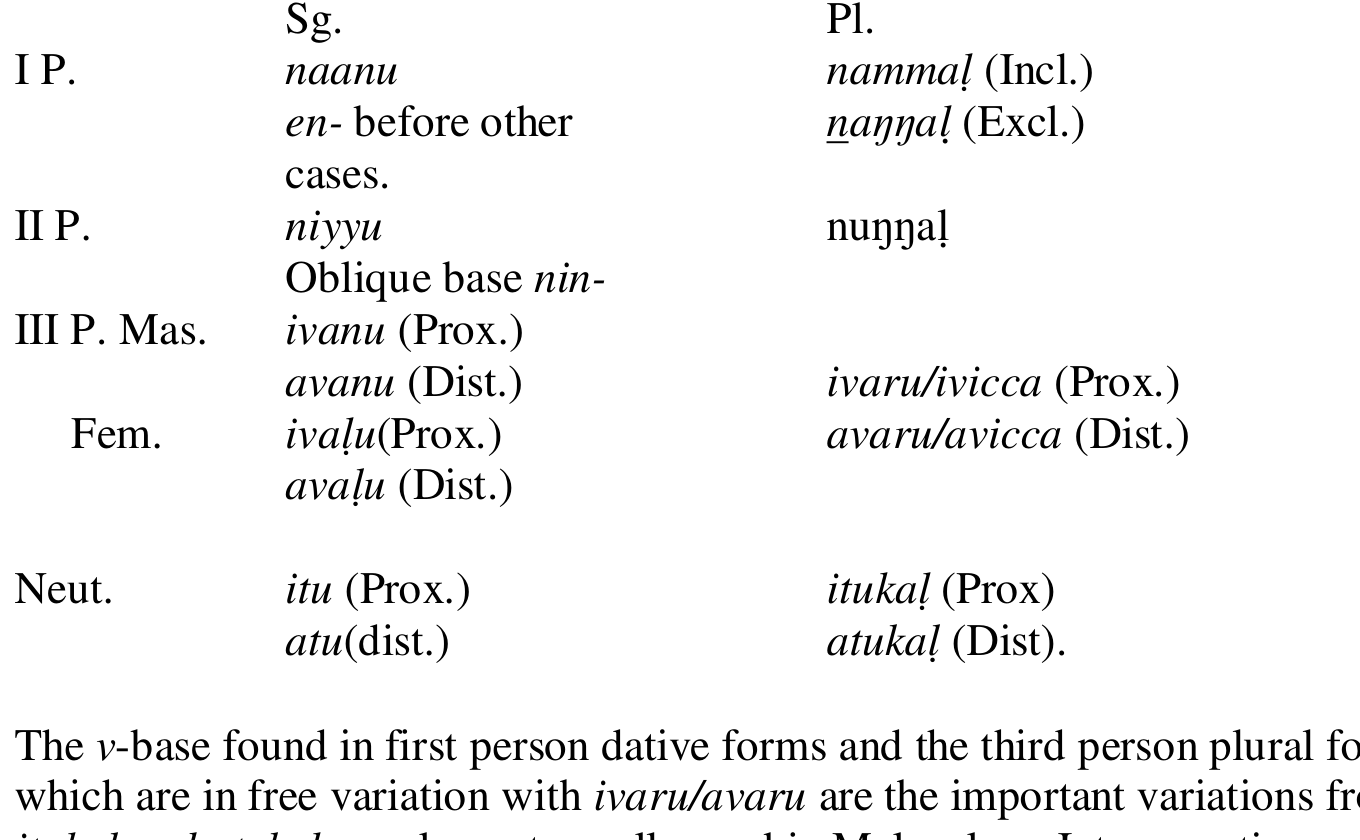 Sg. Pl.
I P. naanu nammaḷ (Incl.)
en- before other n̲aŋŋaḷ (Excl.)
cases.
II P. niyyu nuŋŋaḷ
Oblique base nin-
III P. Mas. ivanu (Prox.)
avanu (Dist.) ivaru/ivicca (Prox.)
Fem. ivaḷu(Prox.) avaru/avicca (Dist.)
avaḷu (Dist.)
Neut. itu (Prox.) itukaḷ (Prox)
atu(dist.) atukaḷ (Dist).
The v-base found in first person dative forms and the third person plural
which are in free variation with ivaru/avaru are the important variations